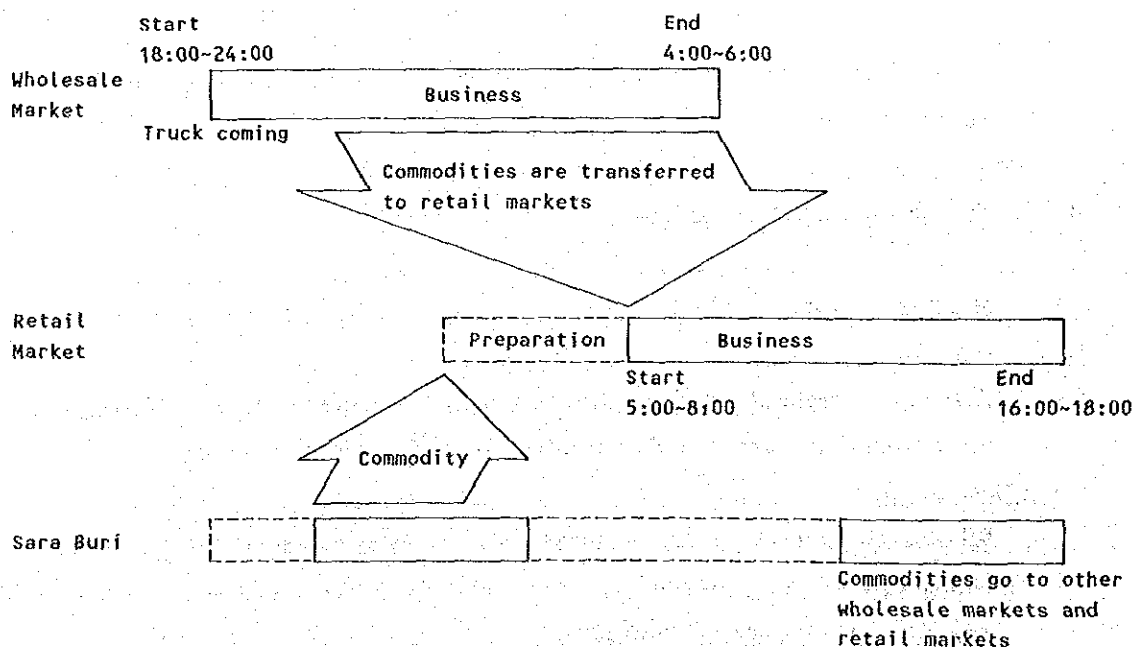 Start
End
18:00~24:00
4:00~6:00
Wholesale
Market
Business
Truck coming
Commodities are transferred
to retail markets
Retail
Market
Preparation
Business
Start
5:00~8:00
End
16:00~18:00
Commodity
Sara Buri
Commodities go to other
wholesale markets and
retail markets